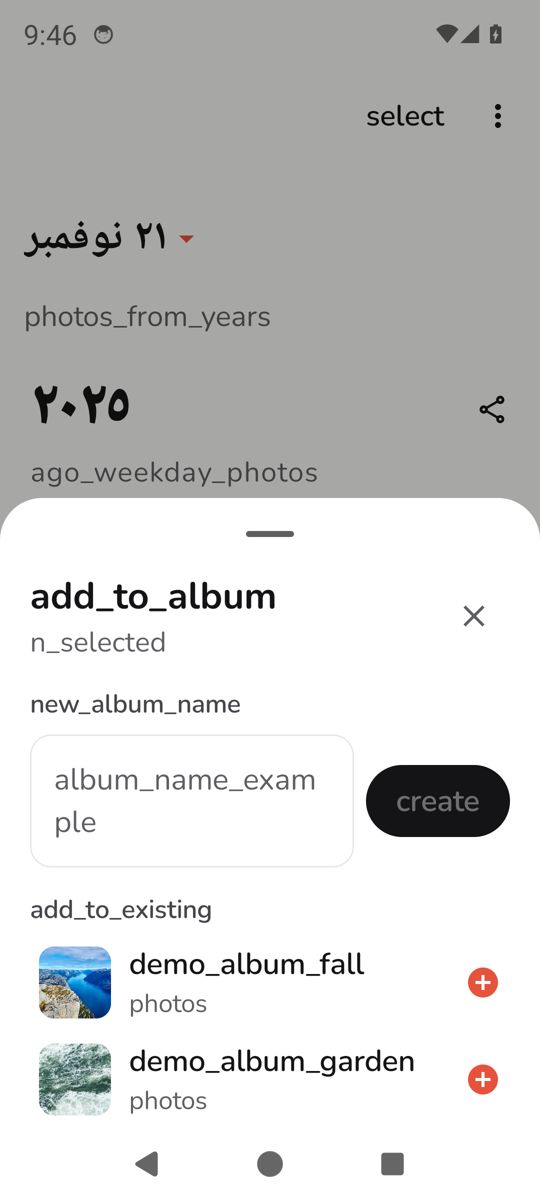 9:46
select
٢١ نوفمبر
photos_from_years
٢٠٢٥
ago_weekday_photos
add_to_album
n_selected
new_album_name
album_name_exam
ple
create
add_to_existing
demo_album_fall
photos
demo_album_garden
photos